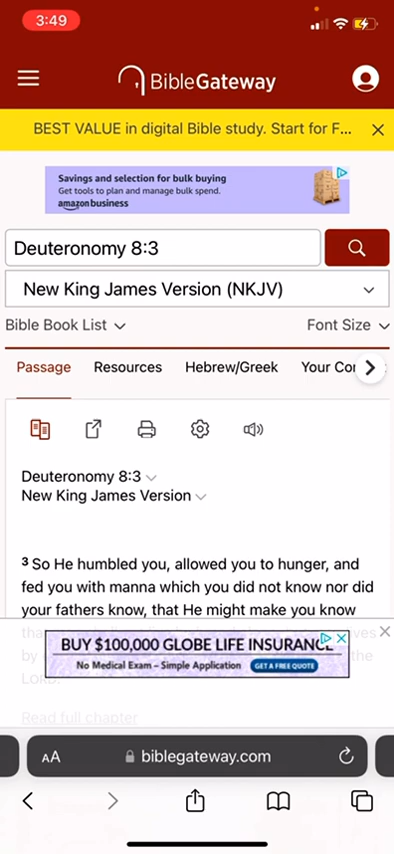 3:49
BibleGateway
BEST VALUE in digital Bible study. Start for F...
Savings and selection for bulk buying
Get tools to plan and manage bulk spend.
amazon business
Deuteronomy 8:3
New King James Version (NKJV)
Bible Book List
Font Size
Passage Resources Hebrew/Greek Your Co
Deuteronomy 8:3
New King James Version
3 So He humbled you, allowed you to hunger, and
fed you with manna which you did not know nor did
your fathers know, that He might make you know
BUY $100,000 GLOBE LIFE INSURANCE
No Medical Exam – Simple Application GET A FREE QUOTE
by the
LORD.
Read full chapter
AA biblegateway.com